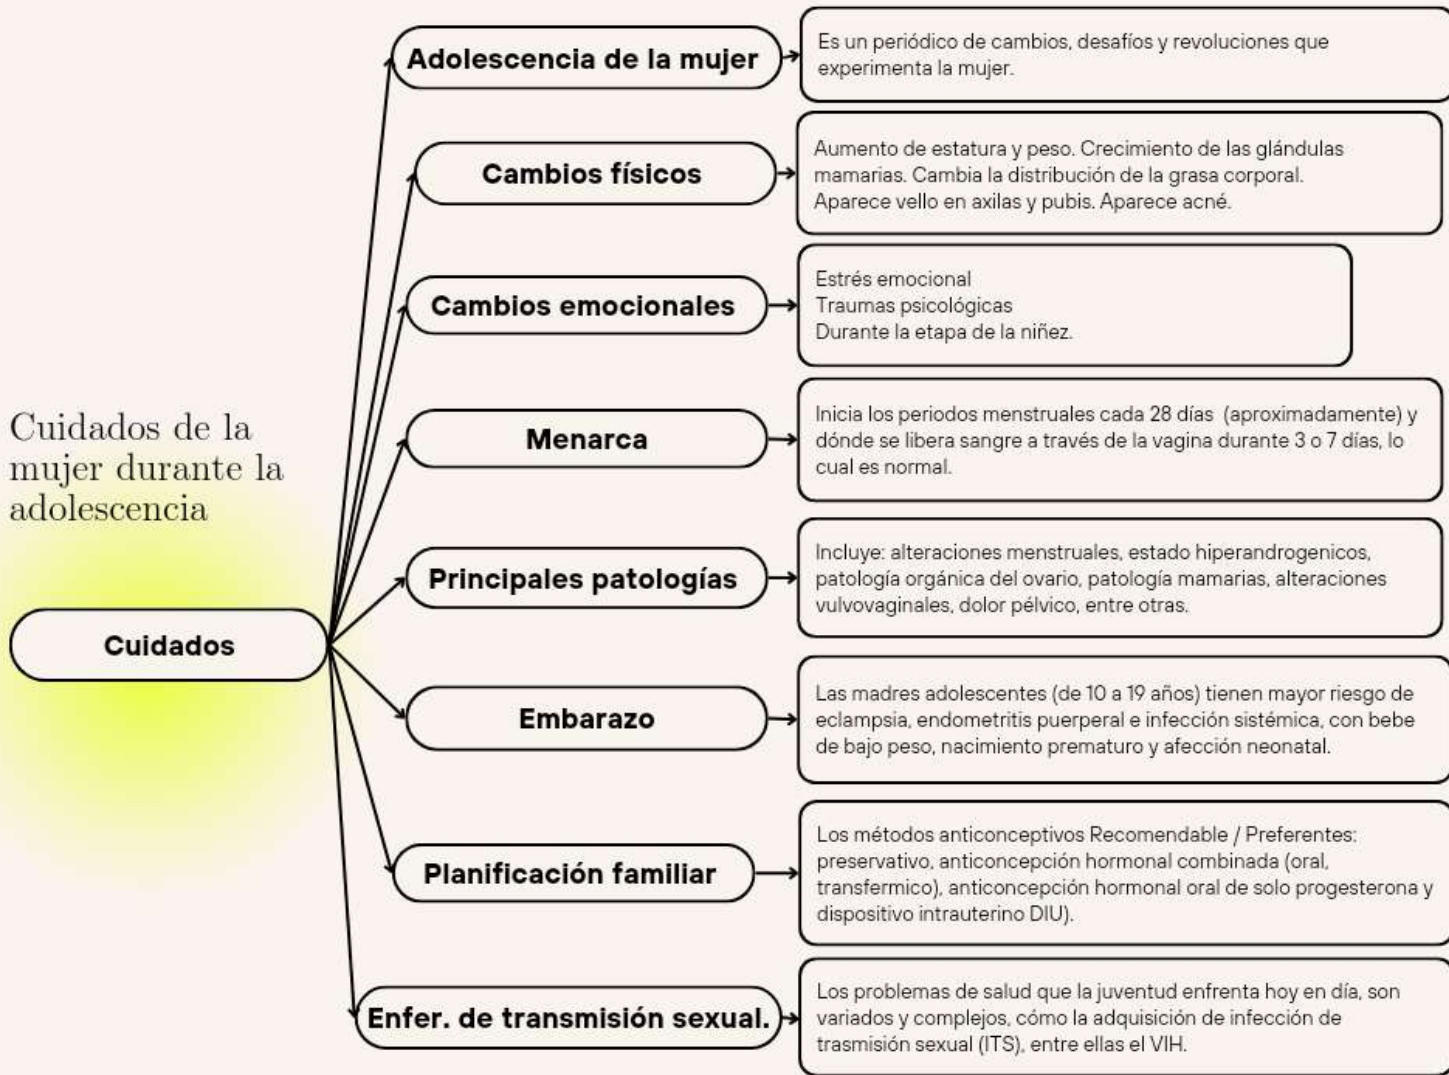 Cuidados de la
mujer durante la
adolescencia
Cuidados
Adolescencia de la mujer
Es un periódico de cambios, desafíos y revoluciones que
experimenta la mujer.
Cambios físicos
Aumento de estatura y peso. Crecimiento de las glándulas
mamarias. Cambia la distribución de la grasa corporal.
Aparece vello en axilas y pubis. Aparece acné.
Cambios emocionales
Estrés emocional
Traumas psicológicas
Durante la etapa de la niñez.
Menarca
Inicia los periodos menstruales cada 28 días (aproximadamente) y
dónde se libera sangre a través de la vagina durante 3 o 7 días, lo
cual es normal.
Principales patologías
Incluye: alteraciones menstruales, estado hiperandrogenicos,
patología orgánica del ovario, patología mamarias, alteraciones
vulvovaginales, dolor pélvico, entre otras.
Embarazo
Las madres adolescentes (de 10 a 19 años) tienen mayor riesgo de
eclampsia, endometritis puerperal e infección sistémica, con bebe
de bajo peso, nacimiento prematuro y afección neonatal.
Planificación familiar
Los métodos anticonceptivos Recomendable / Preferentes:
preservativo, anticoncepción hormonal combinada (oral,
transfermico), anticoncepción hormonal oral de solo progesterona y
dispositivo intrauterino DIU).
Enfer. de transmisión sexual.
Los problemas de salud que la juventud enfrenta hoy en día, son
variados y complejos, cómo la adquisición de infección de
trasmisión sexual (ITS), entre ellas el VIH.